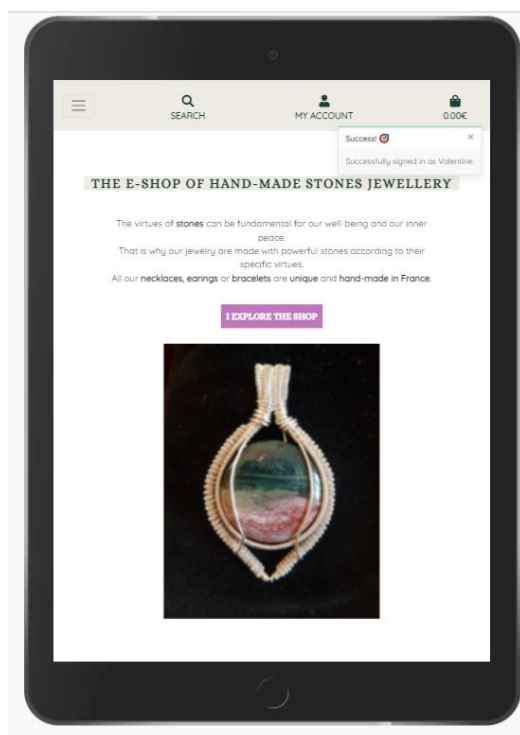 SEARCH
MY ACCOUNT
0.00€
Success!
×
Successfully signed in as Valentine.
THE E-SHOP OF HAND-MADE STONES JEWELLERY
The virtues of stones can be fundamental for our well-being and our inner
peace.
That is why our jewelry are made with powerful stones according to their
specific virtues.
All our necklaces, earings or bracelets are unique and hand-made in France.
I EXPLORE THE SHOP